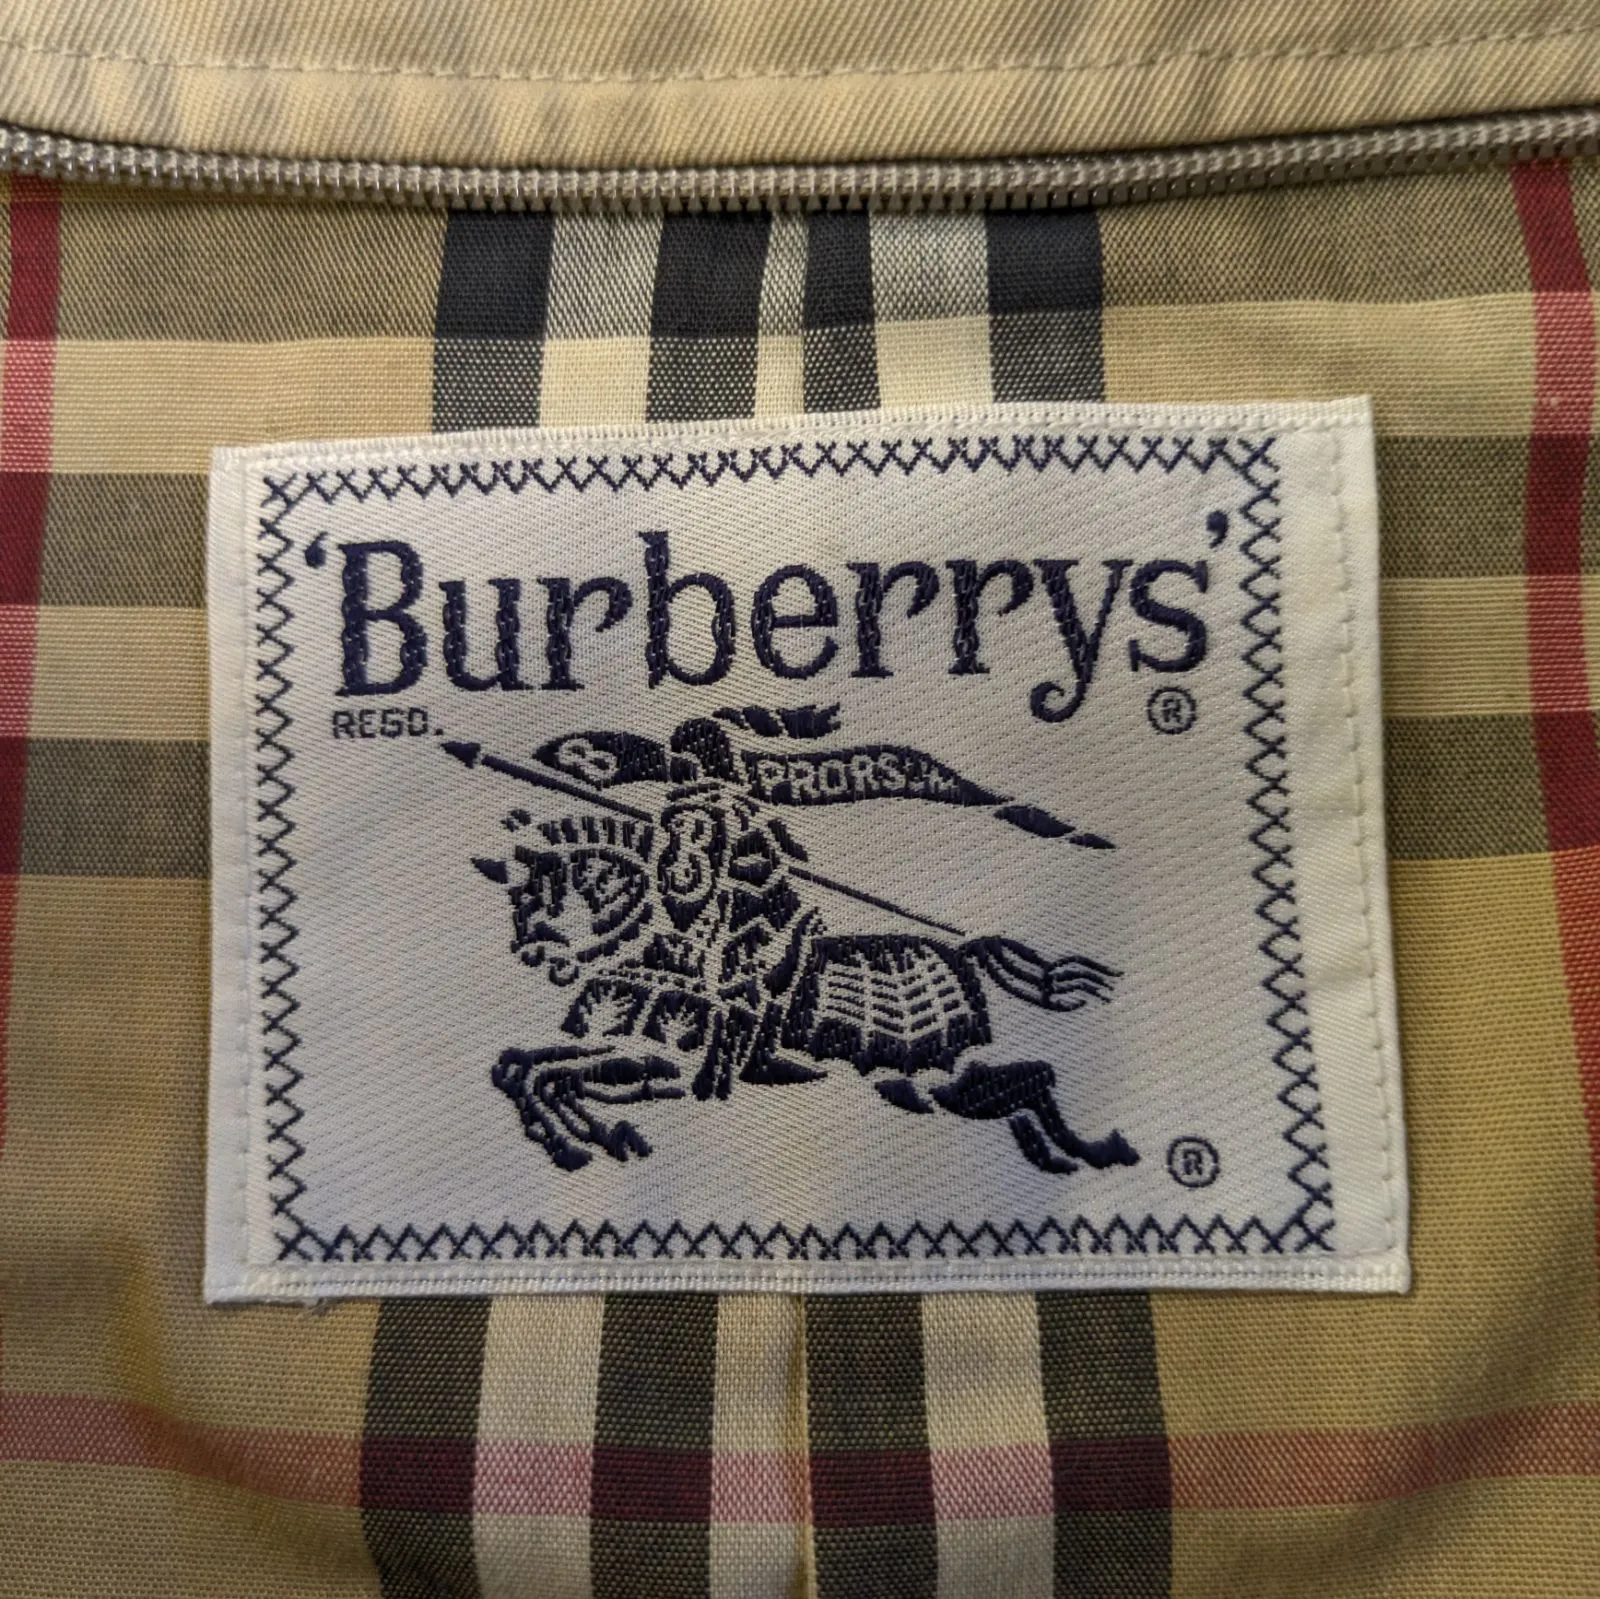 'Burberrys'
REGD. ®
PRORSUM
®